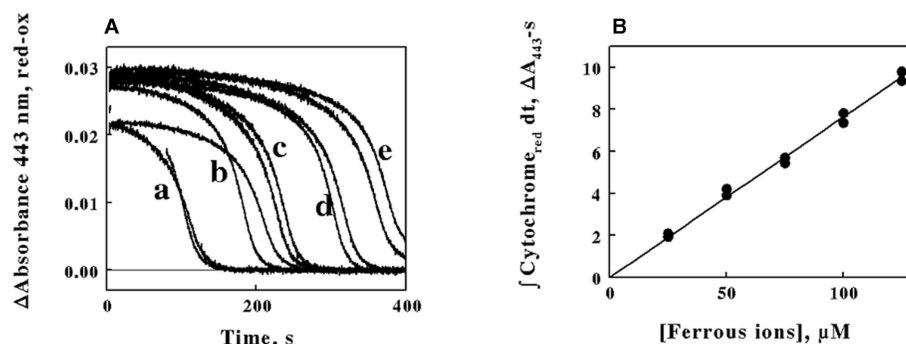 A
ΔAbsorbance 443 nm, red-ox
0.03
0.02
0.01
0.00
a
b
c
d
e
0
200
400
Time, s
B
∫ Cytochrome_red dt, ΔA_443-s
10
8
6
4
2
0
0
50
100
[Ferrous ions], μM